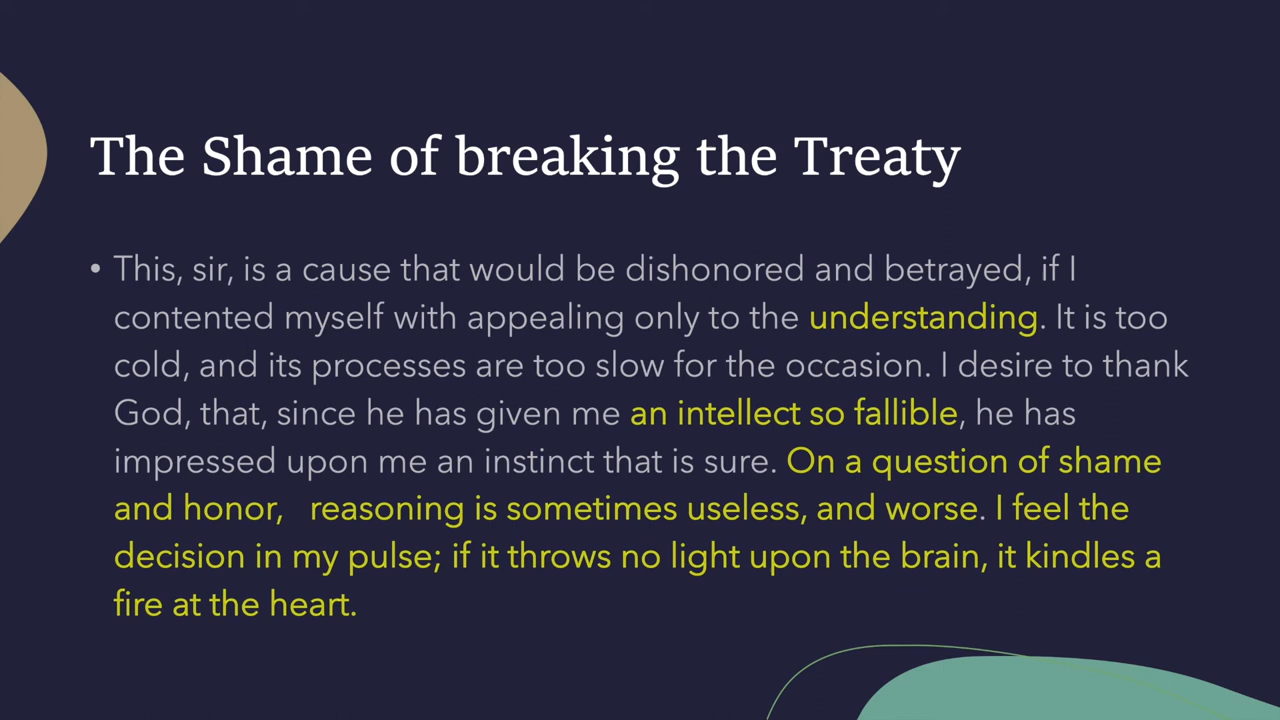 The Shame of breaking the Treaty
• This, sir, is a cause that would be dishonored and betrayed, if I
contented myself with appealing only to the understanding. It is too
cold, and its processes are too slow for the occasion. I desire to thank
God, that, since he has given me an intellect so fallible, he has
impressed upon me an instinct that is sure. On a question of shame
and honor,   reasoning is sometimes useless, and worse. I feel the
decision in my pulse; if it throws no light upon the brain, it kindles a
fire at the heart.